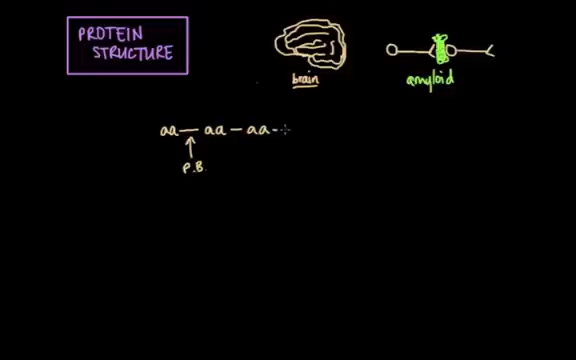 PROTEIN
STRUCTURE
brain
amyloid
aa — aa — aa -
P.B.